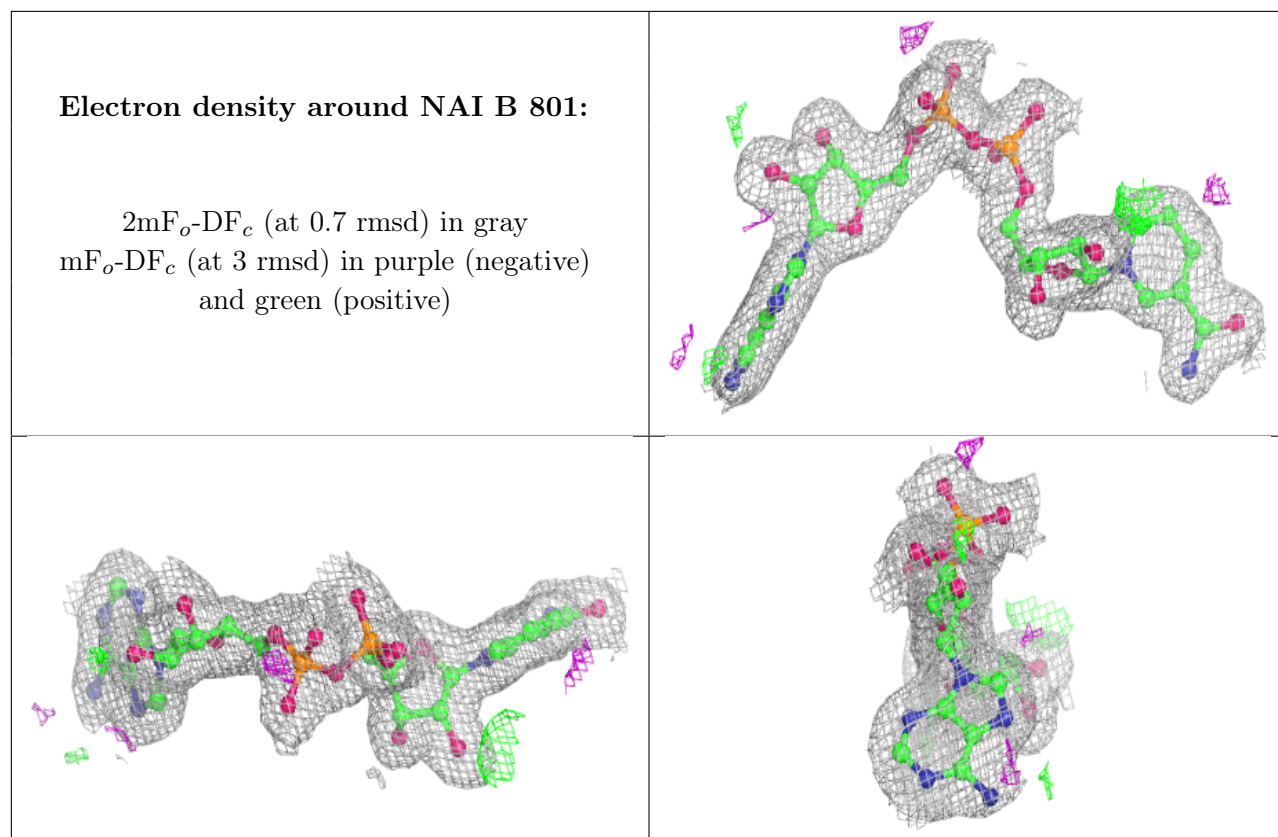 Electron density around NAI B 801:
2mFₒ-DF𝒸 (at 0.7 rmsd) in gray
mFₒ-DF𝒸 (at 3 rmsd) in purple (negative)
and green (positive)